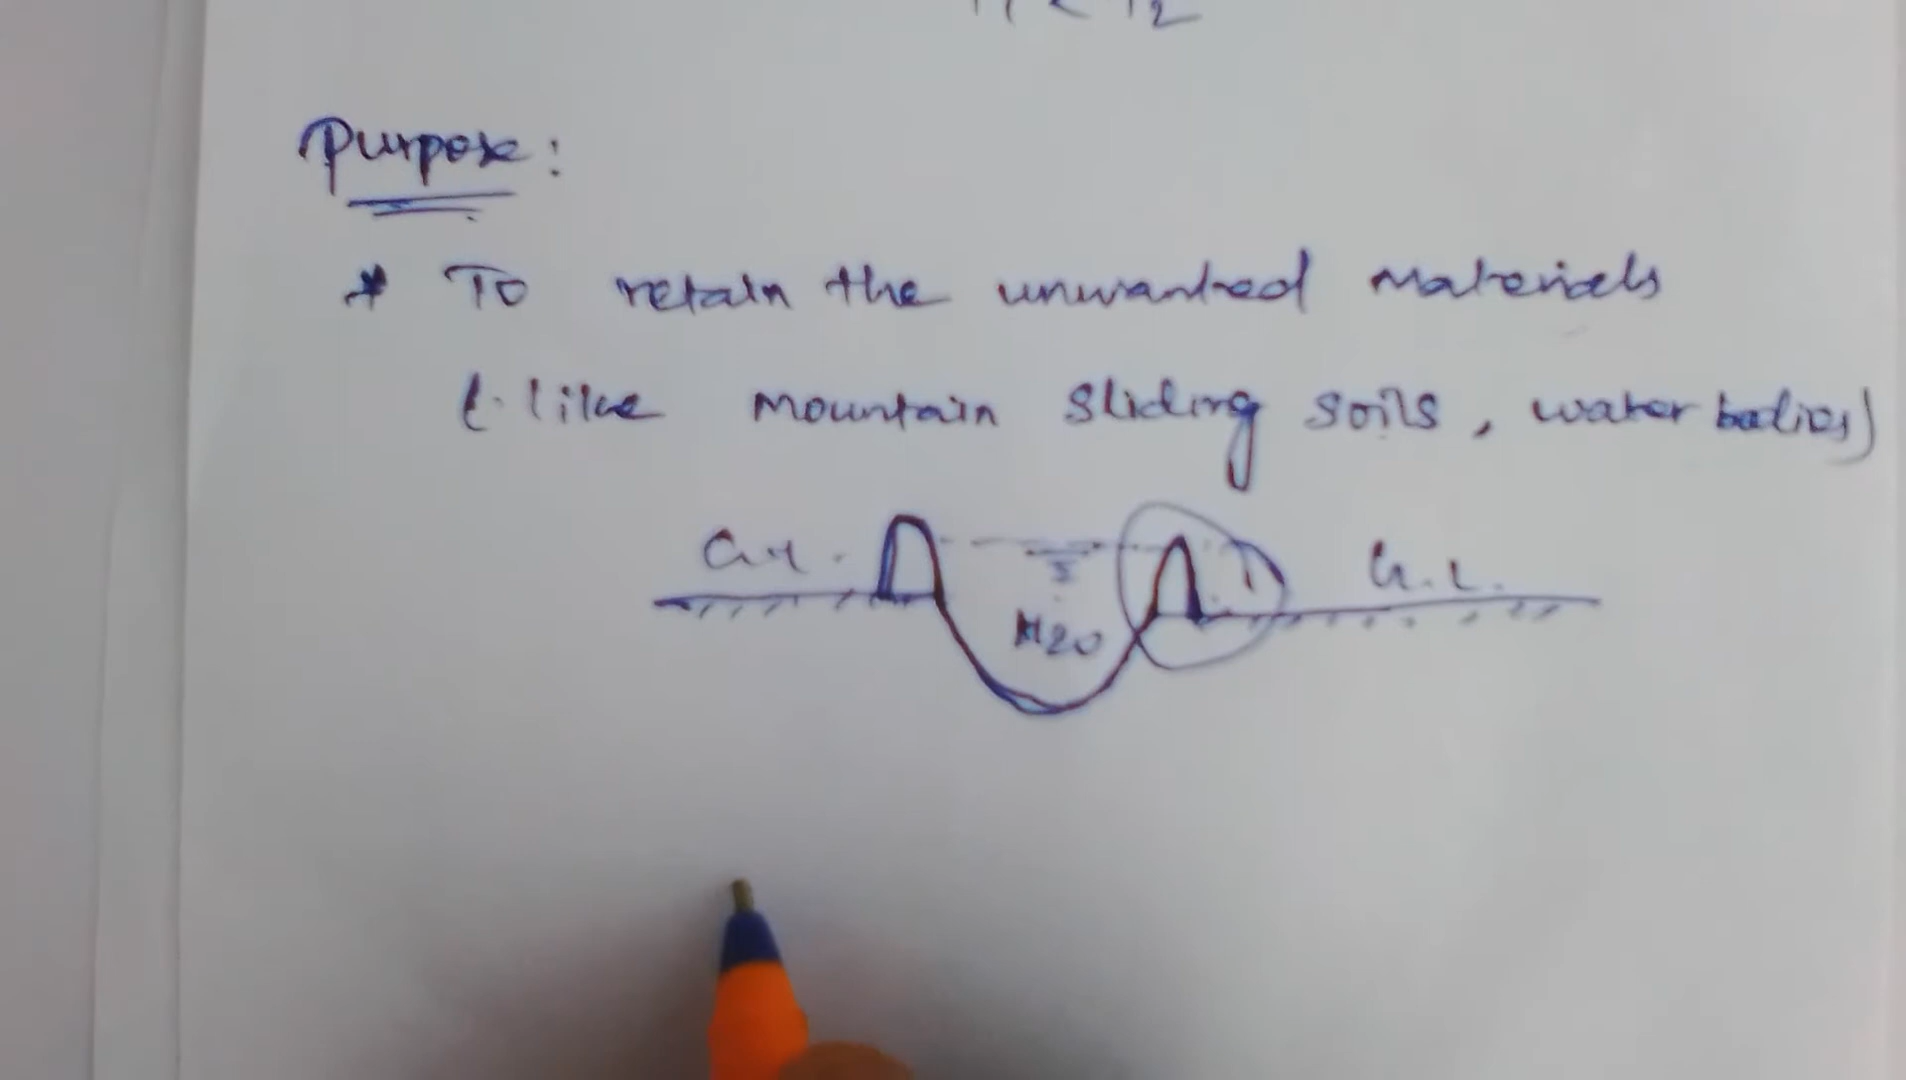 Purpose:
* To retain the unwanted materials
(. like mountain sliding soils, water bodies)
G.L.
G.L.
H2O